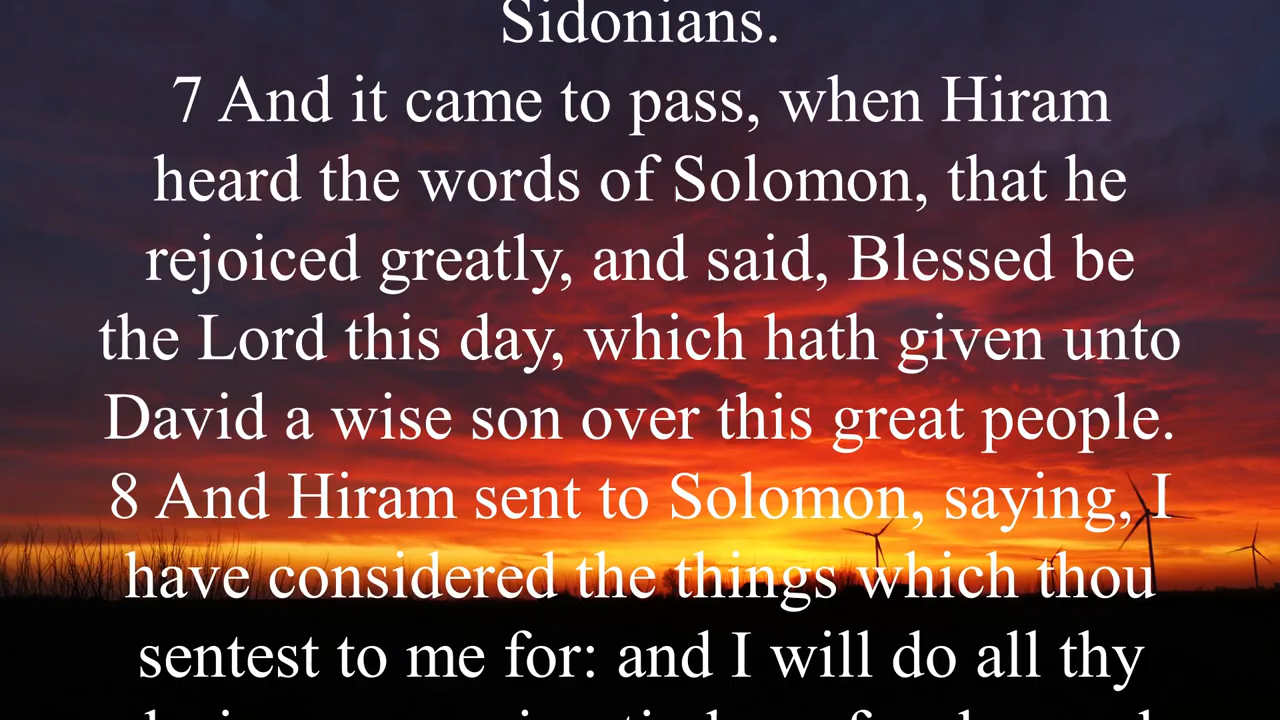 Sidonians.
7 And it came to pass, when Hiram
heard the words of Solomon, that he
rejoiced greatly, and said, Blessed be
the Lord this day, which hath given unto
David a wise son over this great people.
8 And Hiram sent to Solomon, saying, I
have considered the things which thou
sentest to me for: and I will do all thy